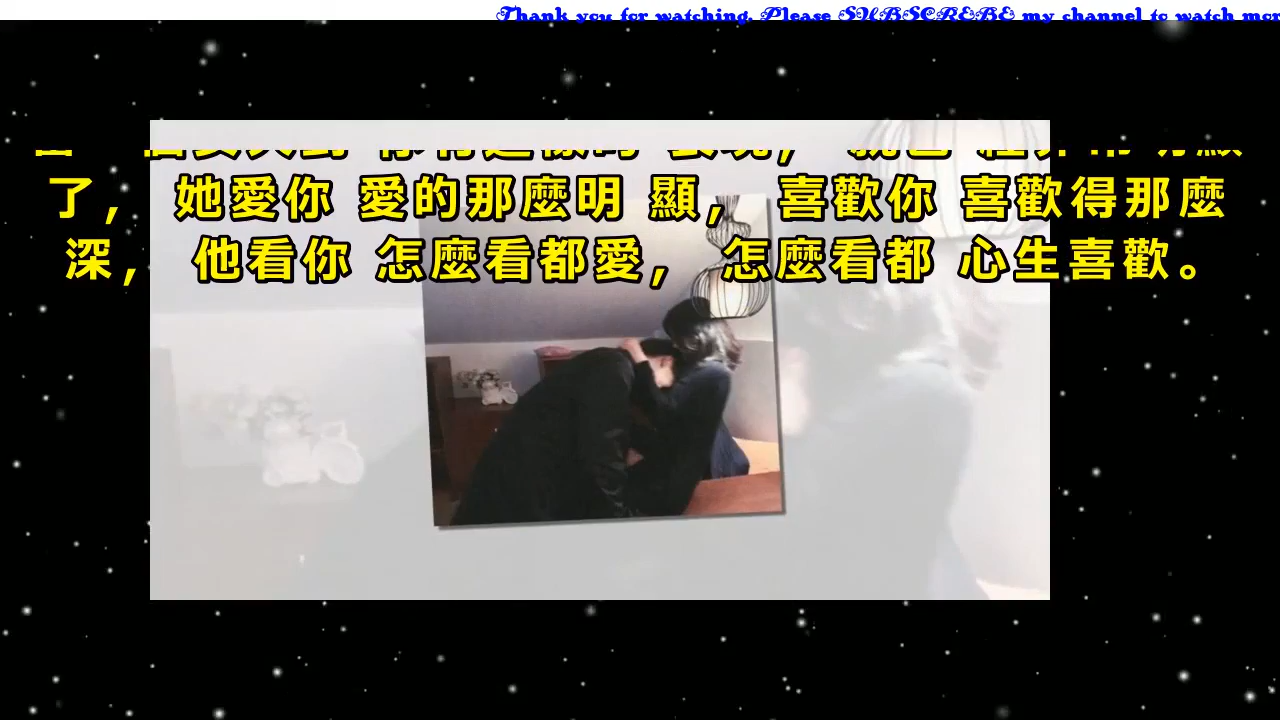 Thank you for watching. Please SUBSCRIBE my channel to watch mor
了， 她愛你 愛的那麼明 顯， 喜歡你 喜歡得那麼
深， 他看你 怎麼看都愛， 怎麼看都 心生喜歡。